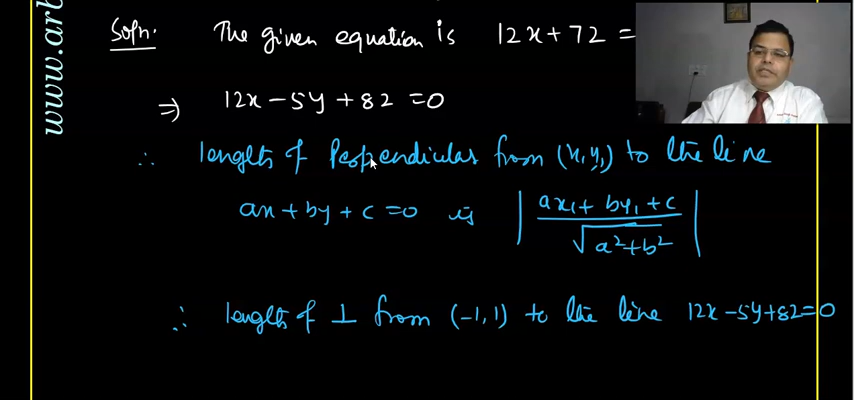 www.art
Soln. The given equation is 12x + 72 =
⇒ 12x - 5y + 82 = 0
∴ length of Perpendicular from (x, y₁) to the line
ax + by + c = 0 is | ax₁ + by₁ + c / √a² + b² |
∴ length of ⊥ from (-1, 1) to the line 12x - 5y + 82 = 0